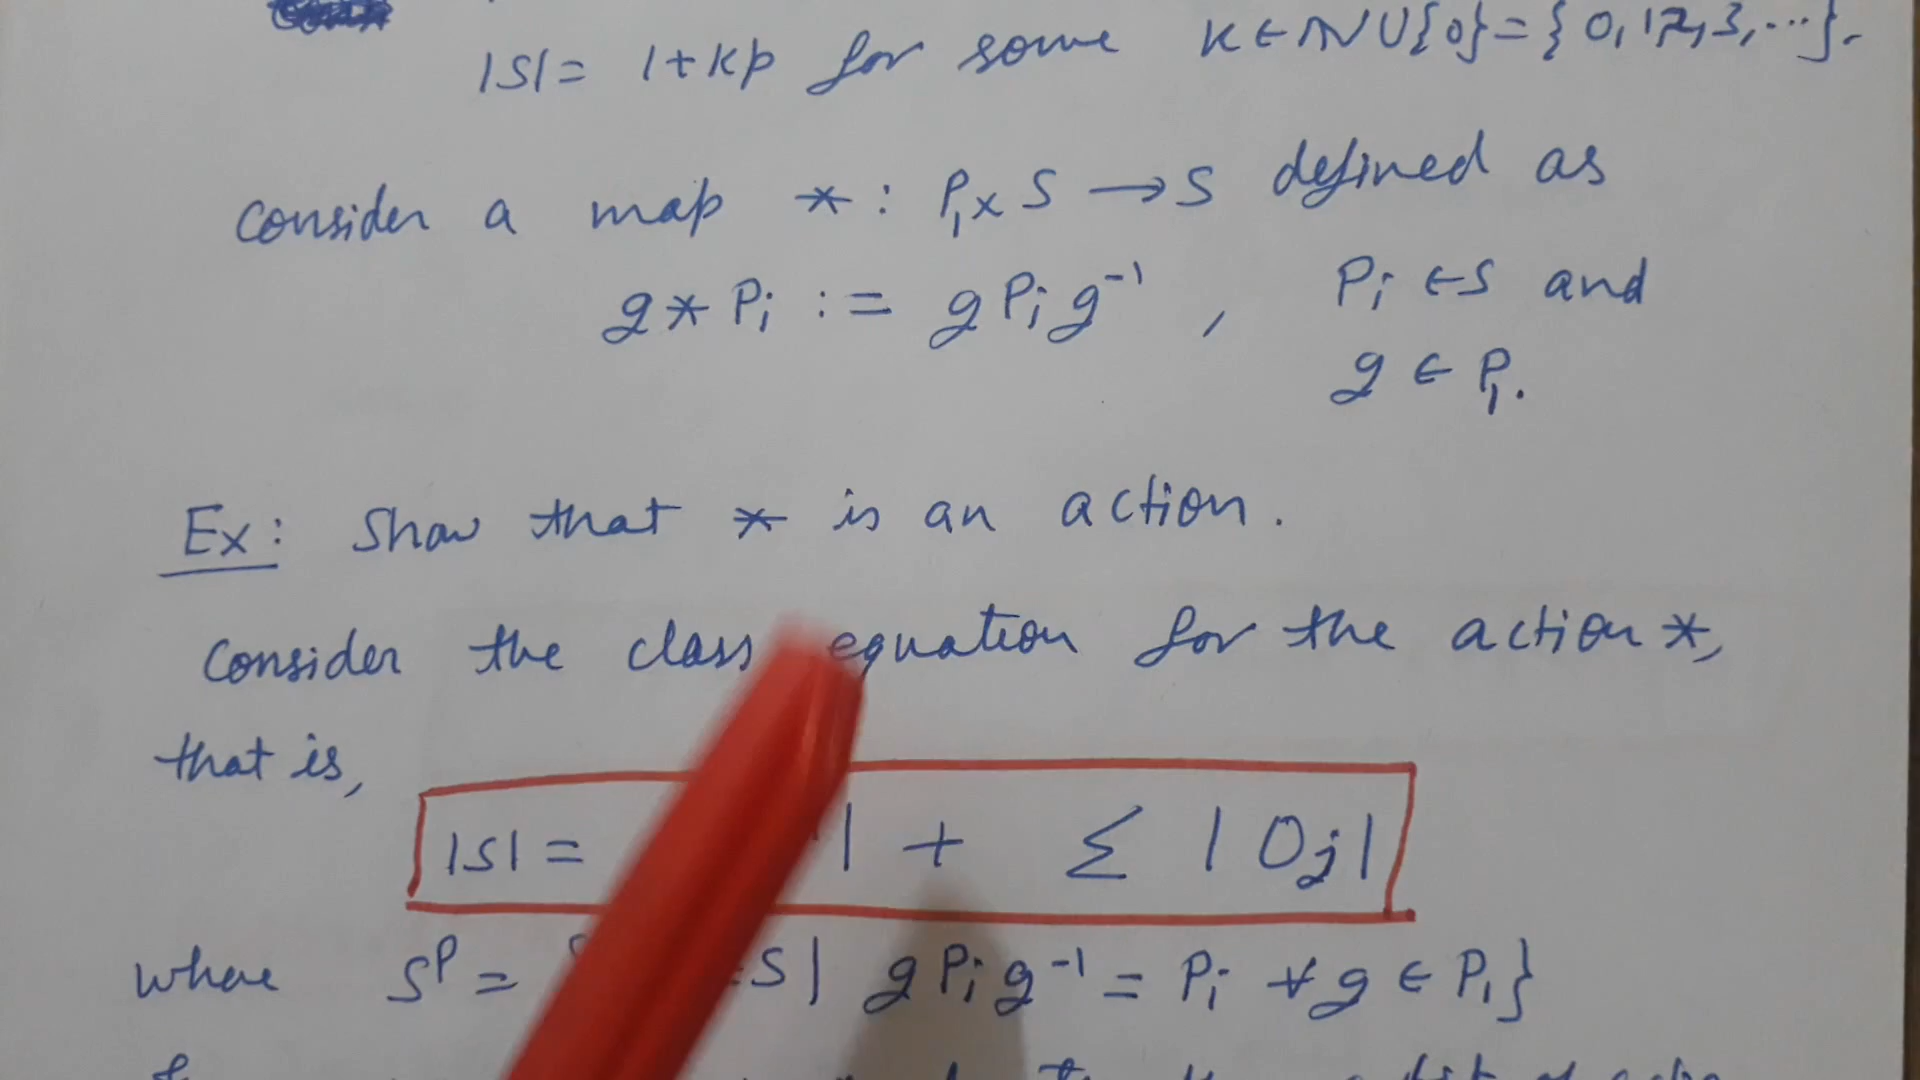 |S| = 1+kp for some k∈ℕ∪{0}={0,1,2,3,...}.
Consider a map *: P₁×S→S defined as
g*Pᵢ := gPᵢg⁻¹, Pᵢ∈S and
g∈P₁.
Ex: Show that * is an action.
Consider the class equation for the action *,
that is,
|S| = | + Σ |Oⱼ|
where Sᴾ = ∈S | gPᵢg⁻¹ = Pᵢ ∀g∈P₁}